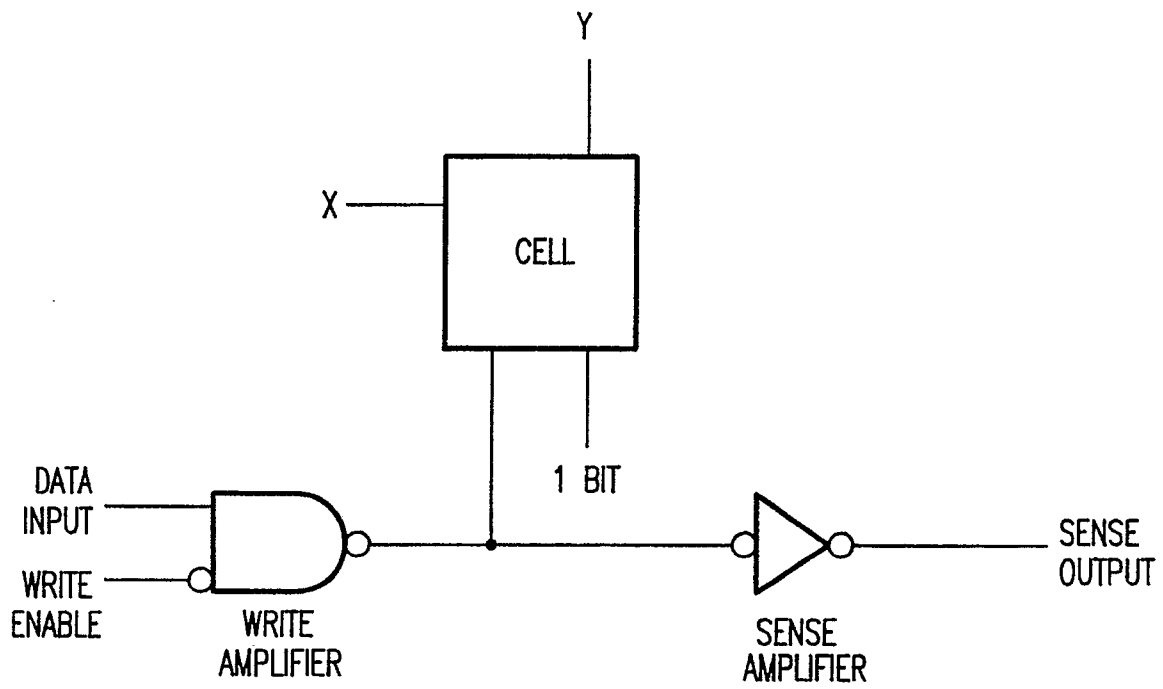 Y
X
CELL
1 BIT
DATA
INPUT
WRITE
ENABLE
WRITE
AMPLIFIER
SENSE
AMPLIFIER
SENSE
OUTPUT